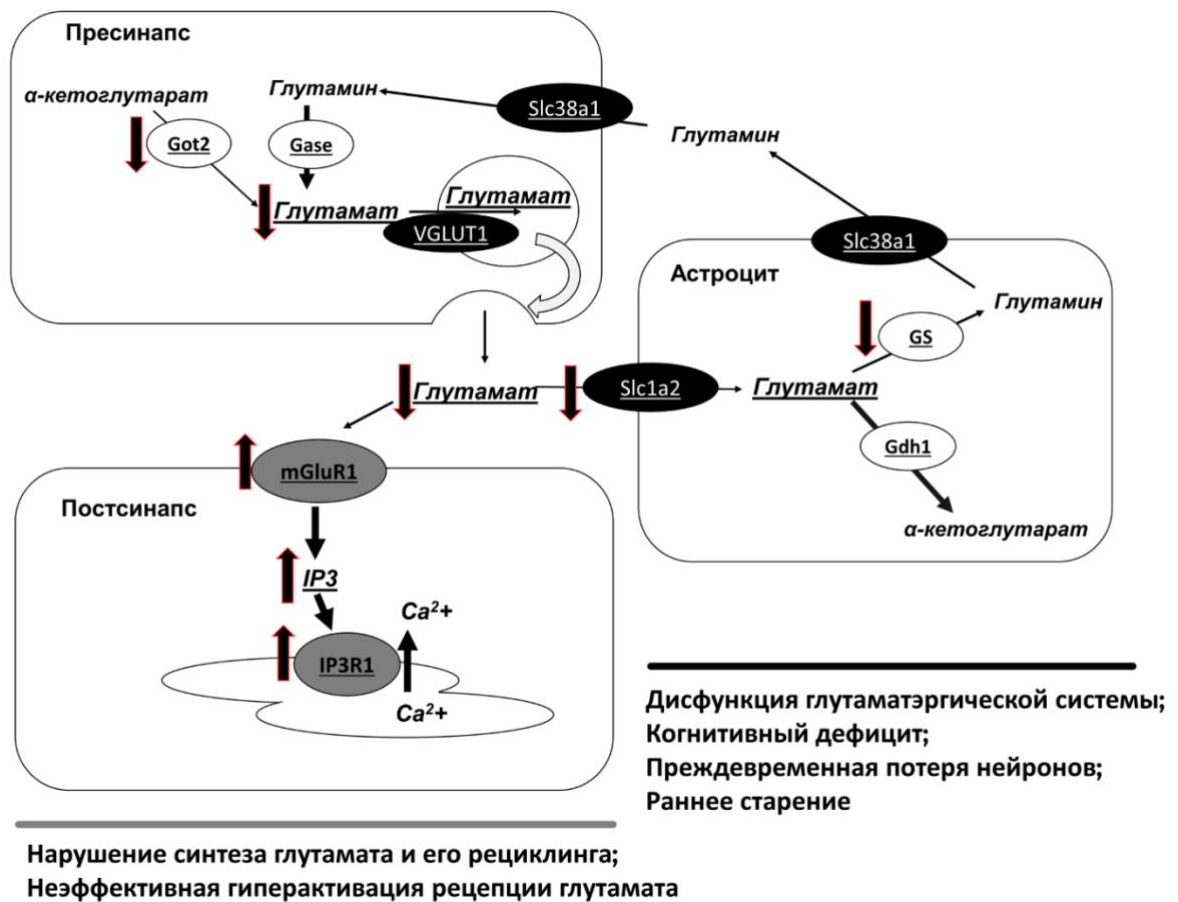 Пресинапс
α-кетоглутарат
Глутамин
Slc38a1
Глутамин
Got2
Gase
Глутамат
Глутамат
VGLUT1
Slc38a1
Астроцит
Глутамин
GS
Глутамат
Slc1a2
Глутамат
Gdh1
α-кетоглутарат
mGluR1
Постсинапс
IP3
Ca²+
IP3R1
Ca²+
Дисфункция глутаматэргической системы;
Когнитивный дефицит;
Преждевременная потеря нейронов;
Раннее старение
Нарушение синтеза глутамата и его рециклинга;
Неэффективная гиперактивация рецепции глутамата